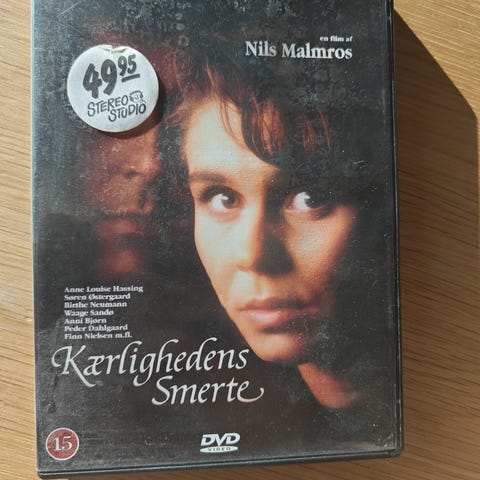 en film af
Nils Malmros
49 95
STEREO
STUDIO
Anne Louise Hassing
Søren Østergaard
Birthe Neumann
Waage Sandø
Anni Bjørn
Peder Dahlgaard
Finn Nielsen m.fl.
Kærlighedens
Smerte
15
DVD
VIDEO